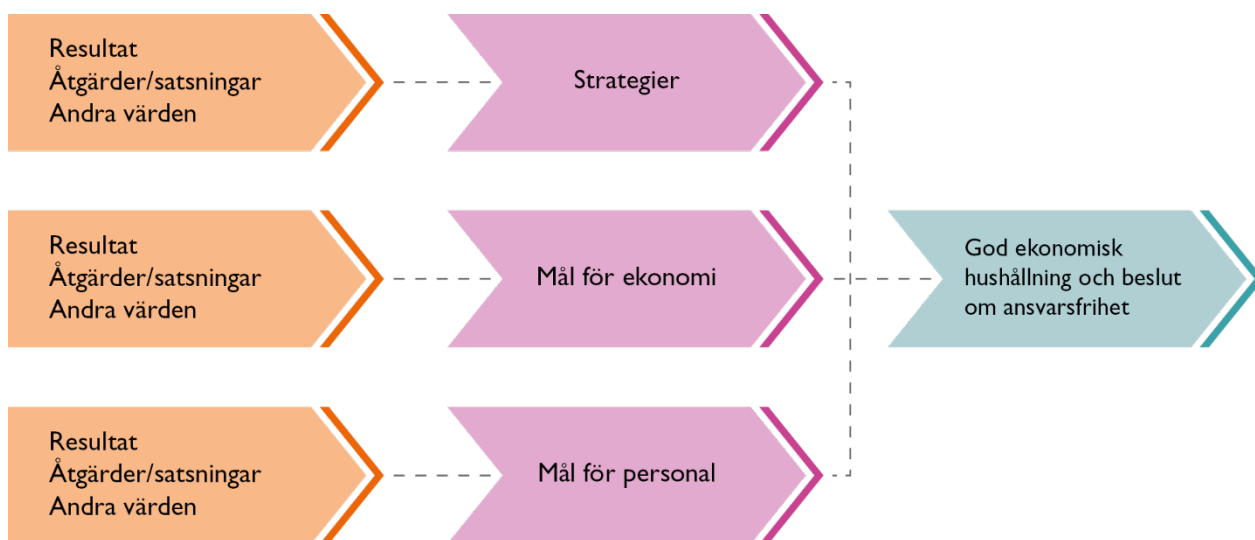 Resultat
Åtgärder/satsningar
Andra värden
Strategier
Resultat
Åtgärder/satsningar
Andra värden
Mål för ekonomi
God ekonomisk
hushållning och beslut
om ansvarsfrihet
Resultat
Åtgärder/satsningar
Andra värden
Mål för personal